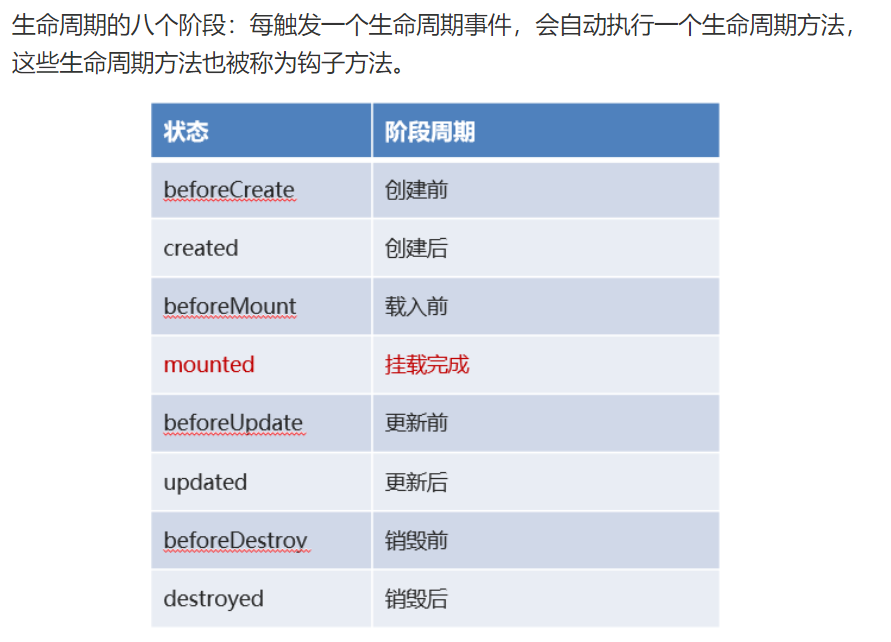 生命周期的八个阶段：每触发一个生命周期事件，会自动执行一个生命周期方法，
这些生命周期方法也被称为钩子方法。
状态 阶段周期
beforeCreate 创建前
created 创建后
beforeMount 载入前
mounted 挂载完成
beforeUpdate 更新前
updated 更新后
beforeDestroy 销毁前
destroyed 销毁后